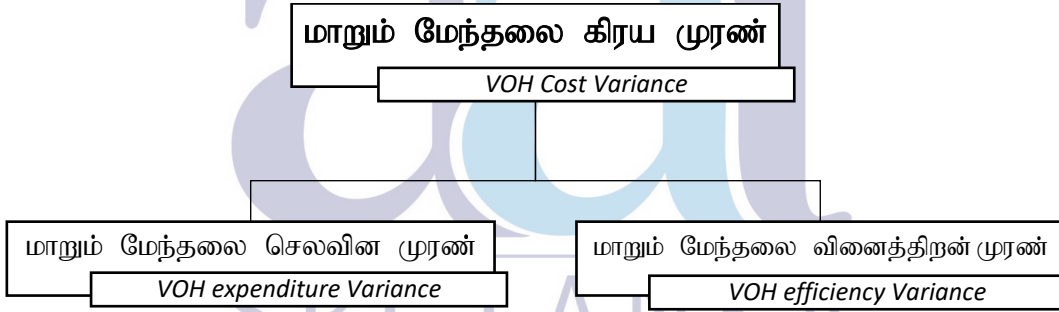 மாறும் மேந்தலை கிரய முரண்
VOH Cost Variance
மாறும் மேந்தலை செலவின முரண்
VOH expenditure Variance
மாறும் மேந்தலை வினைத்திறன் முரண்
VOH efficiency Variance